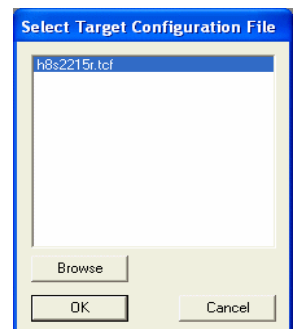 Select Target Configuration File
h8s2215r.tcf
Browse
OK
Cancel